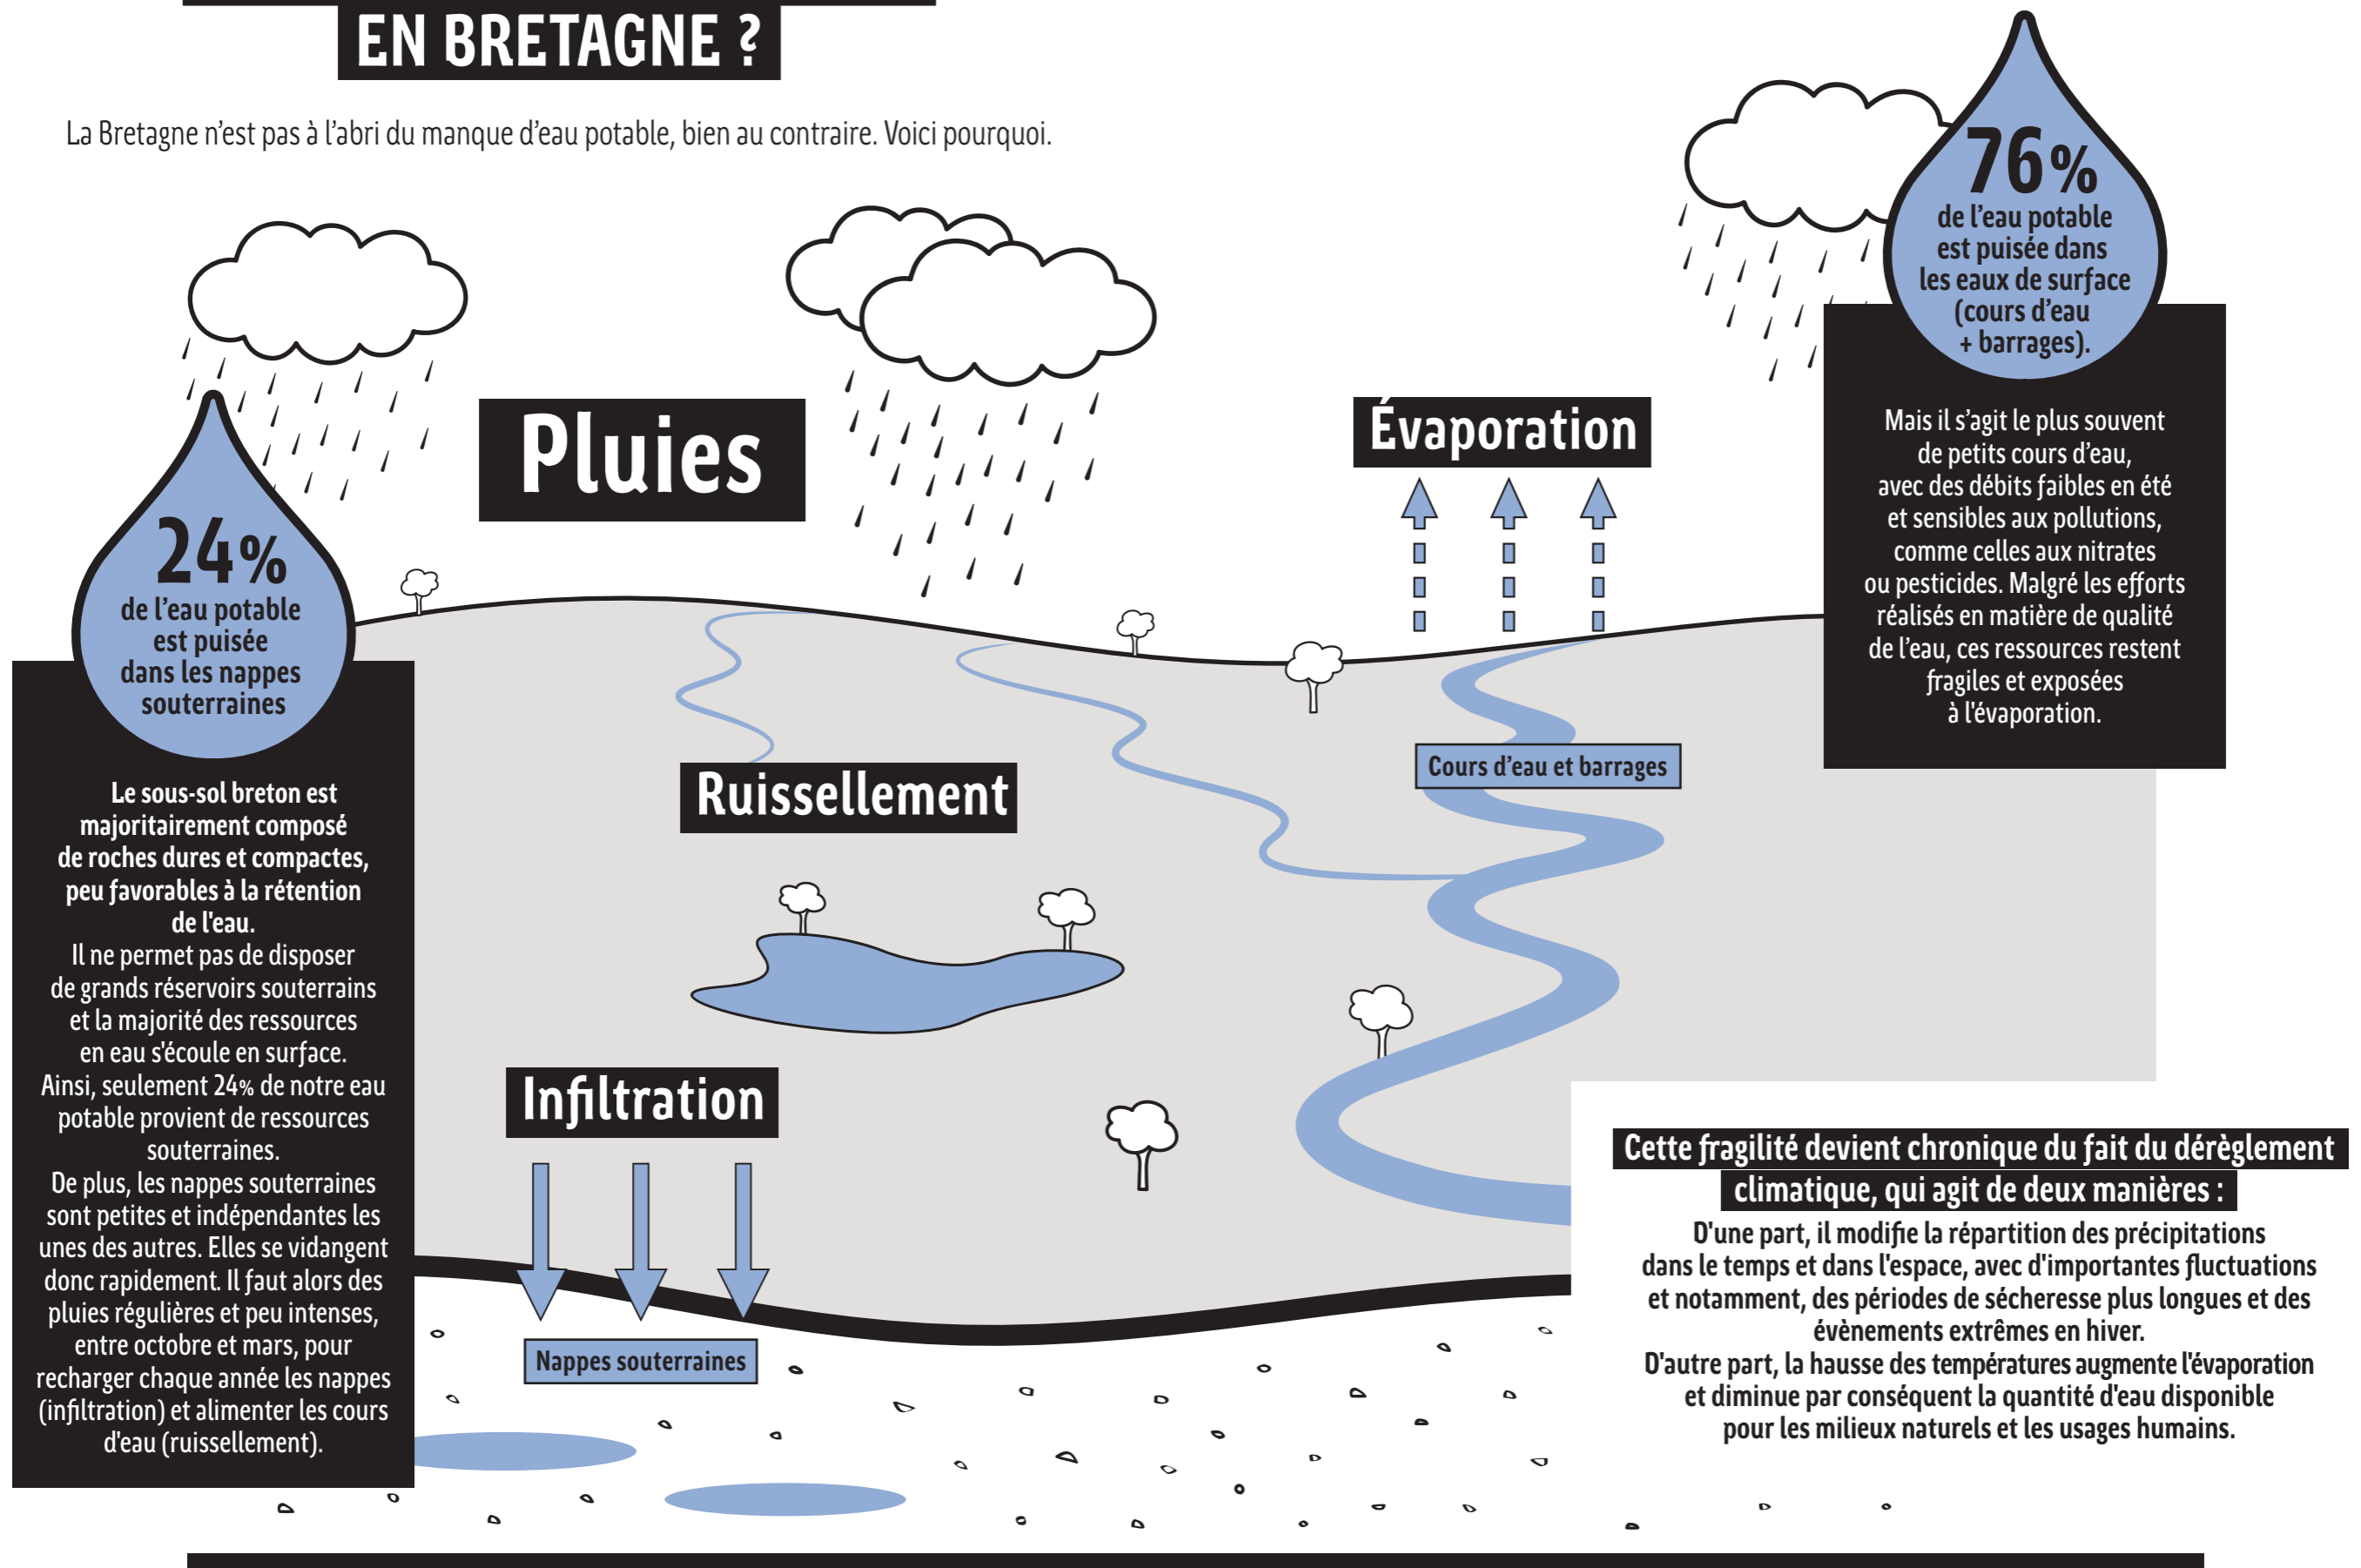 EN BRETAGNE ?
La Bretagne n’est pas à l’abri du manque d’eau potable, bien au contraire. Voici pourquoi.
76%
de l’eau potable
est puisée dans
les eaux de surface
(cours d’eau
+ barrages).
Mais il s’agit le plus souvent
de petits cours d’eau,
avec des débits faibles en été
et sensibles aux pollutions,
comme celles aux nitrates
ou pesticides. Malgré les efforts
réalisés en matière de qualité
de l’eau, ces ressources restent
fragiles et exposées
à l'évaporation.
Pluies
Évaporation
24%
de l’eau potable
est puisée
dans les nappes
souterraines
Le sous-sol breton est
majoritairement composé
de roches dures et compactes,
peu favorables à la rétention
de l'eau.
Il ne permet pas de disposer
de grands réservoirs souterrains
et la majorité des ressources
en eau s'écoule en surface.
Ainsi, seulement 24% de notre eau
potable provient de ressources
souterraines.
De plus, les nappes souterraines
sont petites et indépendantes les
unes des autres. Elles se vidangent
donc rapidement. Il faut alors des
pluies régulières et peu intenses,
entre octobre et mars, pour
recharger chaque année les nappes
(infiltration) et alimenter les cours
d'eau (ruissellement).
Ruissellement
Cours d’eau et barrages
Infiltration
Nappes souterraines
Cette fragilité devient chronique du fait du dérèglement
climatique, qui agit de deux manières :
D'une part, il modifie la répartition des précipitations
dans le temps et dans l'espace, avec d'importantes fluctuations
et notamment, des périodes de sécheresse plus longues et des
évènements extrêmes en hiver.
D'autre part, la hausse des températures augmente l'évaporation
et diminue par conséquent la quantité d'eau disponible
pour les milieux naturels et les usages humains.